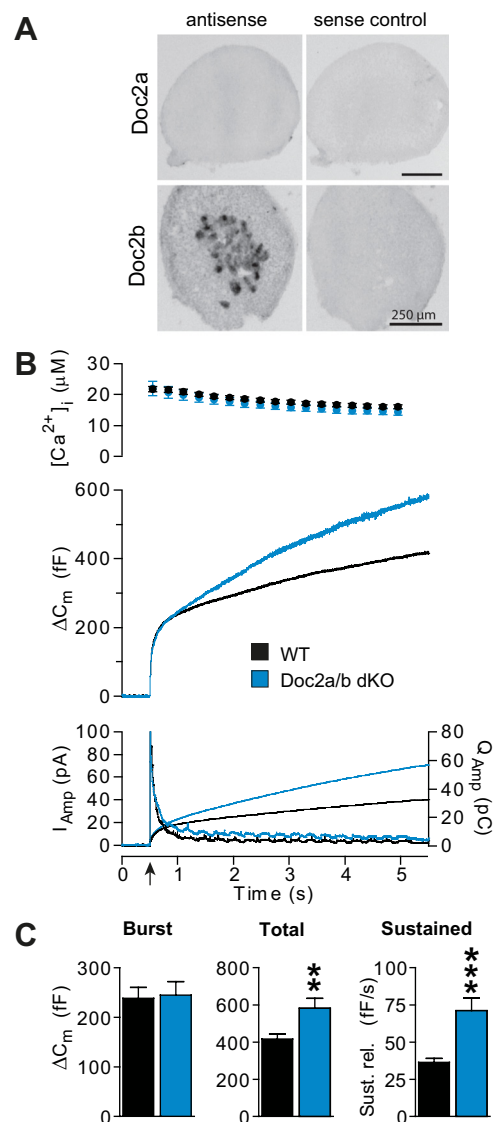 A
antisense
sense control
Doc2a
Doc2b
250 µm
B
[Ca²⁺]ᵢ (µM)
30
20
10
0
ΔCₘ (fF)
600
400
200
0
WT
Doc2a/b dKO
I_Amp (pA)
100
80
60
40
20
0
Q_Amp (pC)
80
60
40
20
0
0 1 2 3 4 5
Time (s)
C
Burst
Total
Sustained
ΔCₘ (fF)
300
200
100
0
800
600
400
200
0
**
Sust. rel. (fF/s)
100
75
50
25
0
***